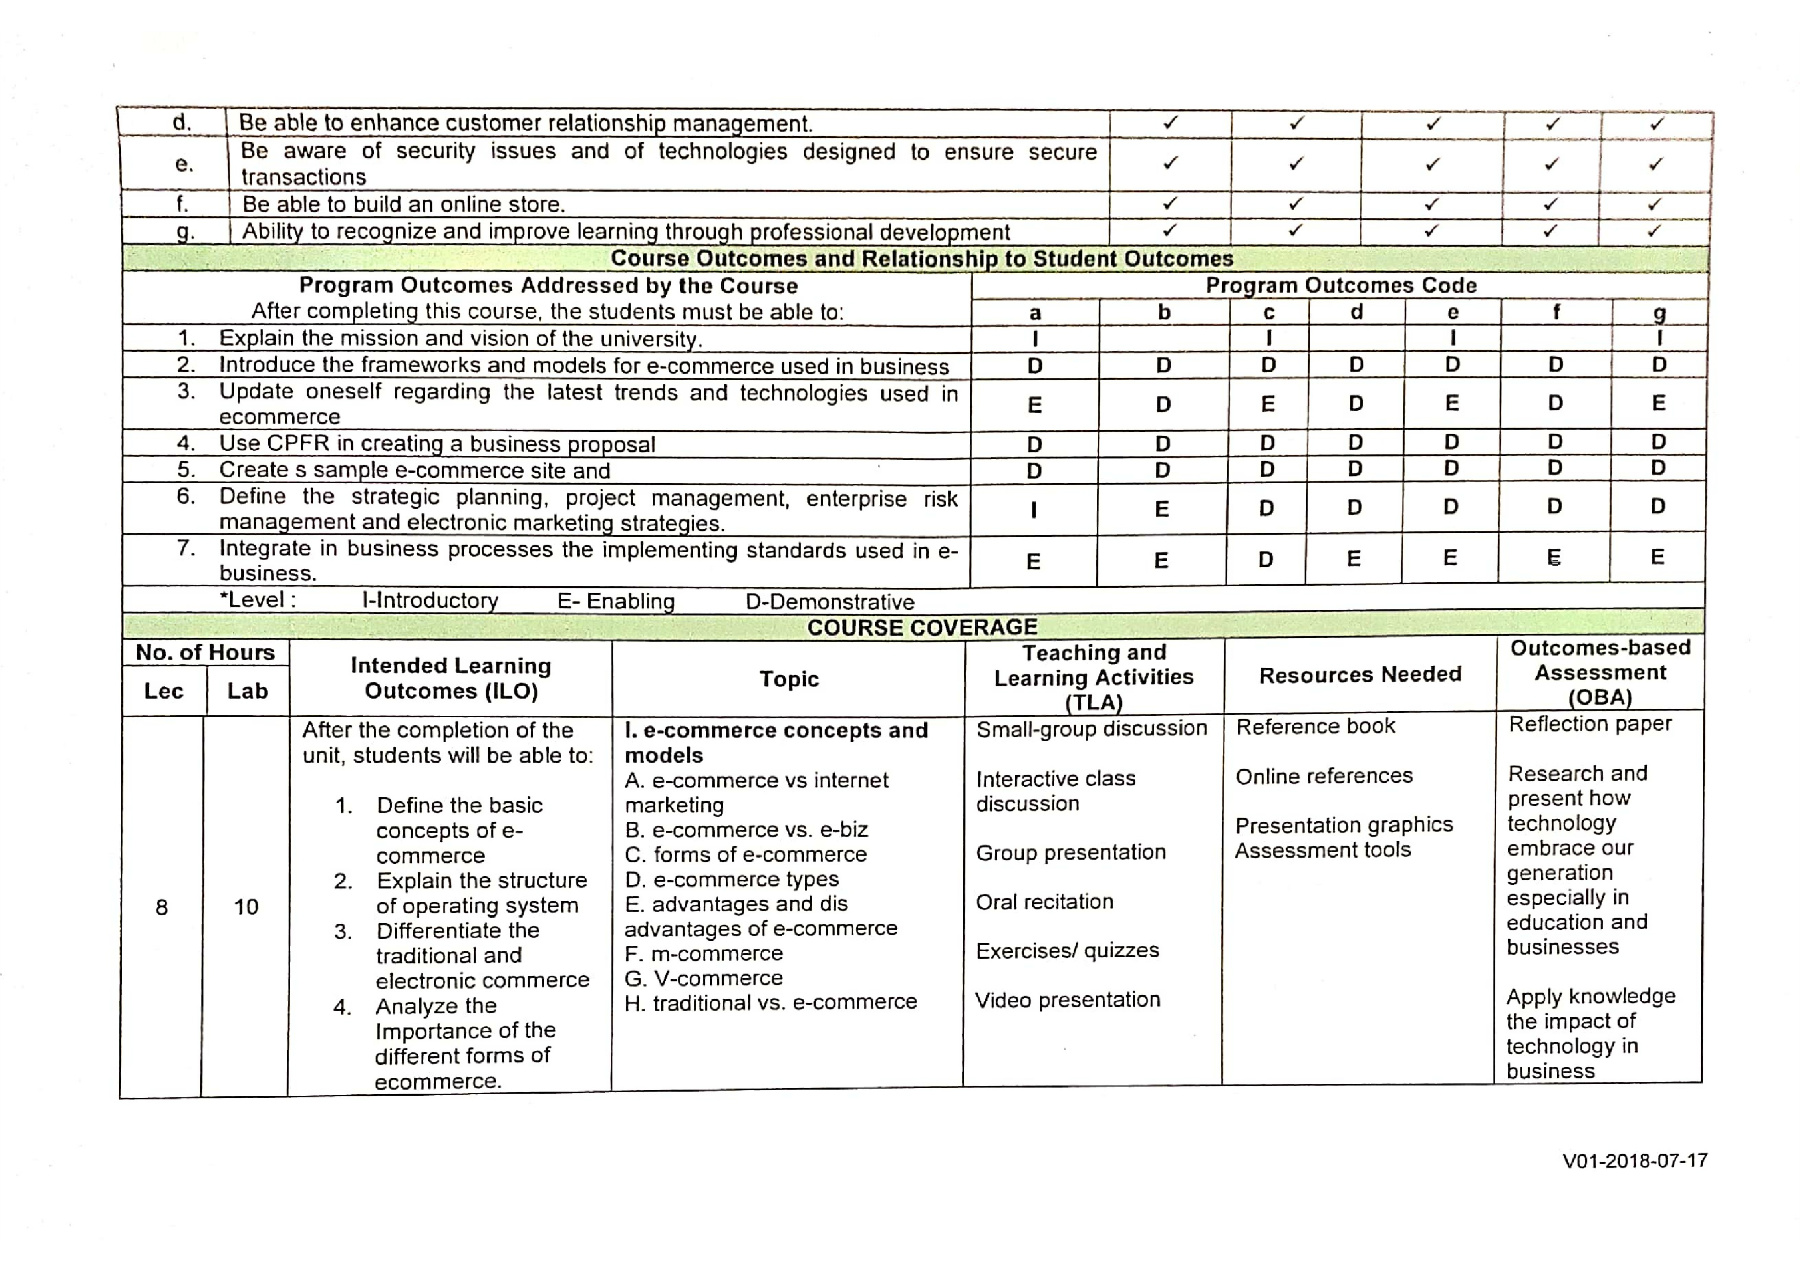 d. Be able to enhance customer relationship management. ✓ ✓ ✓ ✓ ✓
e. Be aware of security issues and of technologies designed to ensure secure
transactions ✓ ✓ ✓ ✓ ✓
f. Be able to build an online store. ✓ ✓ ✓ ✓ ✓
g. Ability to recognize and improve learning through professional development ✓ ✓ ✓ ✓ ✓
Course Outcomes and Relationship to Student Outcomes
Program Outcomes Addressed by the Course
After completing this course, the students must be able to:
Program Outcomes Code
a b c d e f g
1. Explain the mission and vision of the university. I I I I
2. Introduce the frameworks and models for e-commerce used in business D D D D D D D
3. Update oneself regarding the latest trends and technologies used in
ecommerce E D E D E D E
4. Use CPFR in creating a business proposal D D D D D D D
5. Create s sample e-commerce site and D D D D D D D
6. Define the strategic planning, project management, enterprise risk
management and electronic marketing strategies. I E D D D D D
7. Integrate in business processes the implementing standards used in e-
business. E E D E E E E
*Level : I-Introductory E- Enabling D-Demonstrative
COURSE COVERAGE
No. of Hours
Lec Lab
Intended Learning
Outcomes (ILO)
Topic
Teaching and
Learning Activities
(TLA)
Resources Needed
Outcomes-based
Assessment
(OBA)
8
10
After the completion of the
unit, students will be able to:
1. Define the basic
concepts of e-
commerce
2. Explain the structure
of operating system
3. Differentiate the
traditional and
electronic commerce
4. Analyze the
Importance of the
different forms of
ecommerce.
I. e-commerce concepts and
models
A. e-commerce vs internet
marketing
B. e-commerce vs. e-biz
C. forms of e-commerce
D. e-commerce types
E. advantages and dis
advantages of e-commerce
F. m-commerce
G. V-commerce
H. traditional vs. e-commerce
Small-group discussion
Interactive class
discussion
Group presentation
Oral recitation
Exercises/ quizzes
Video presentation
Reference book
Online references
Presentation graphics
Assessment tools
Reflection paper
Research and
present how
technology
embrace our
generation
especially in
education and
businesses
Apply knowledge
the impact of
technology in
business
V01-2018-07-17